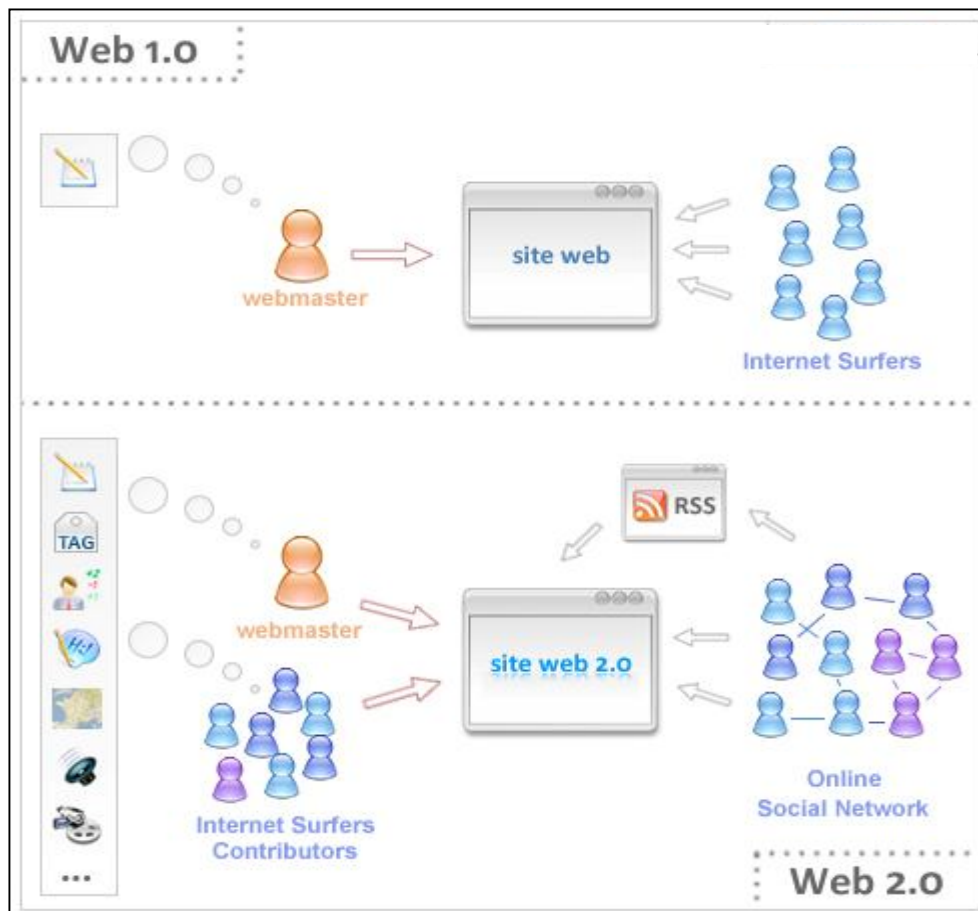 Web 1.0
site web
webmaster
Internet Surfers
RSS
TAG
webmaster
Hi!
site web 2.0
Internet Surfers
Contributors
Online
Social Network
...
Web 2.0